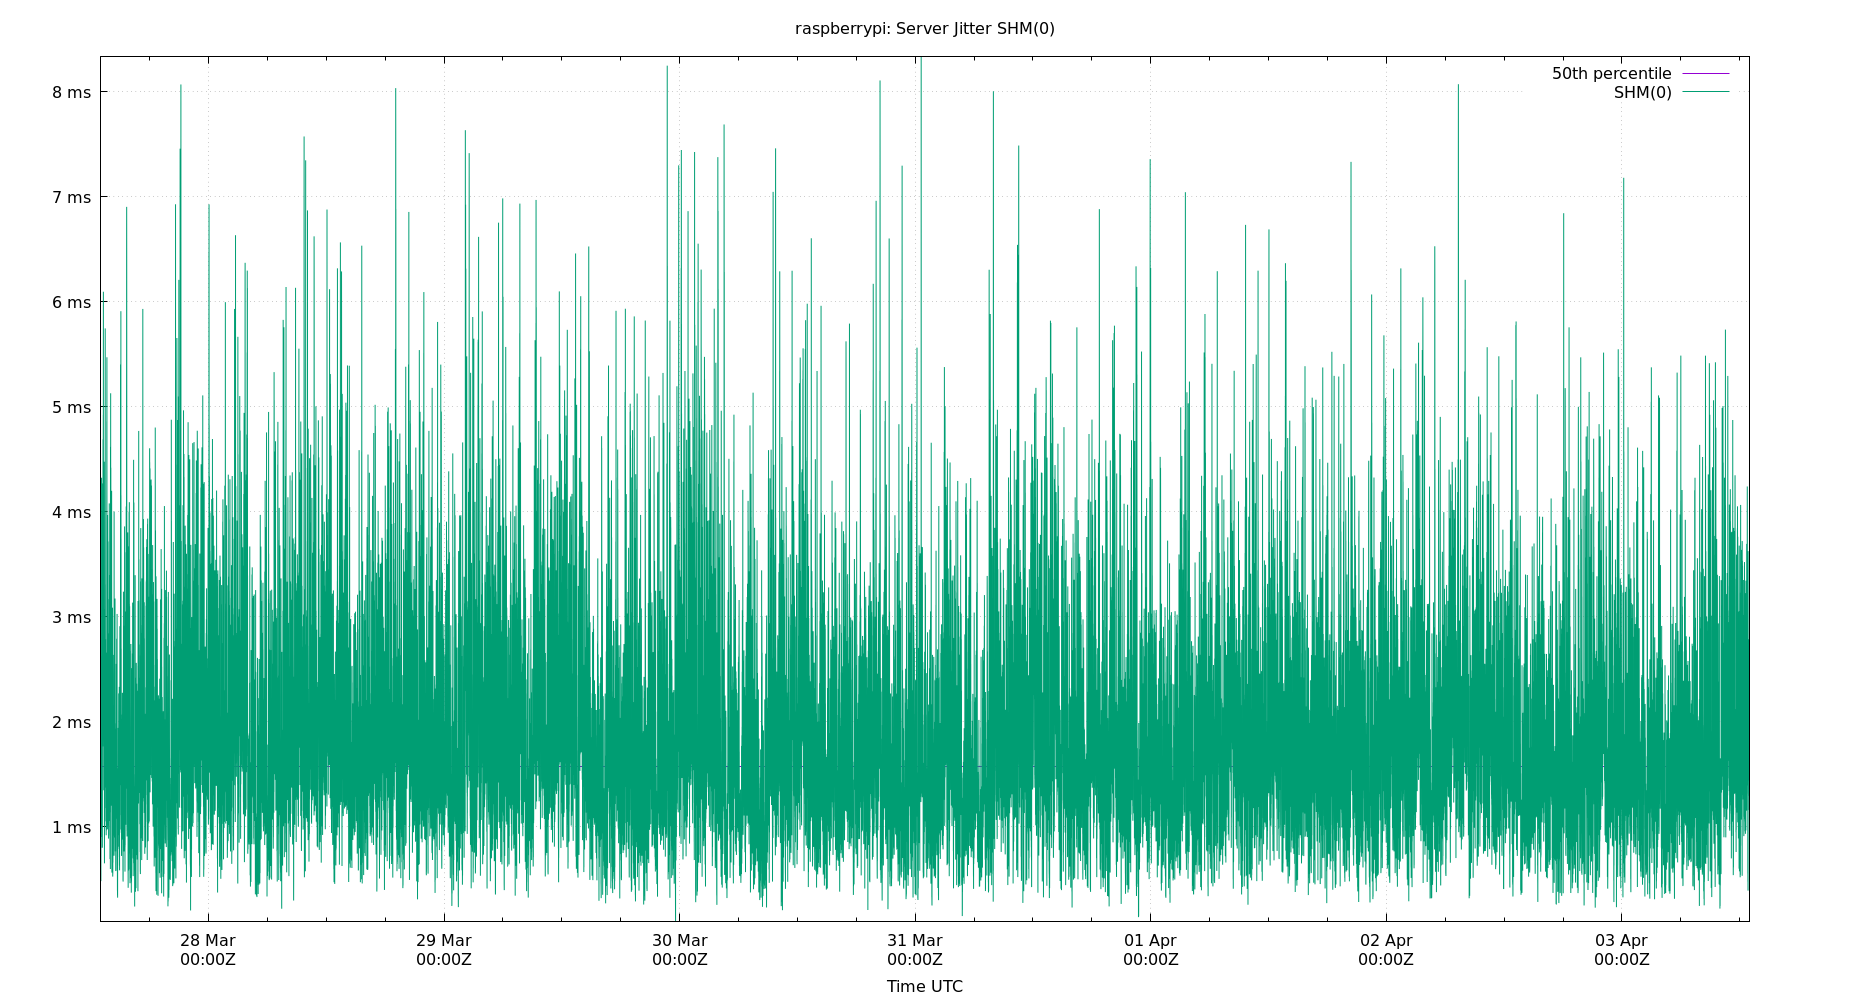 raspberrypi: Server Jitter SHM(0)
50th percentile
SHM(0)
8 ms
7 ms
6 ms
5 ms
4 ms
3 ms
2 ms
1 ms
28 Mar 29 Mar 30 Mar 31 Mar 01 Apr 02 Apr 03 Apr
00:00Z 00:00Z 00:00Z 00:00Z 00:00Z 00:00Z 00:00Z
Time UTC